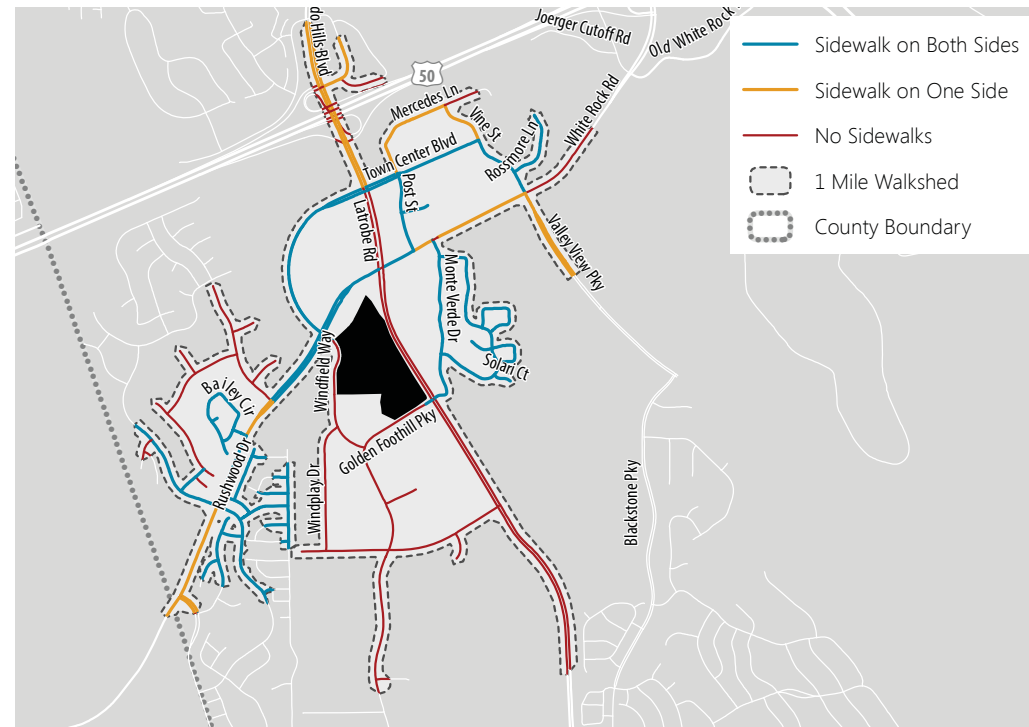 do Hills Blvd
Joerger Cutoff Rd
Old White Rock
50
Mercedes Ln.
Vine St
White Rock Rd
Rossmore Ln
Town Center Blvd
Post St
Latrobe Rd
Valley View Pky
Monte Verde Dr
Solari Ct
Windfield Way
Bailey Cir
Golden Foothill Pky
Rushwood Dr
Windplay Dr
Blackstone Pky
Sidewalk on Both Sides
Sidewalk on One Side
No Sidewalks
1 Mile Walkshed
County Boundary